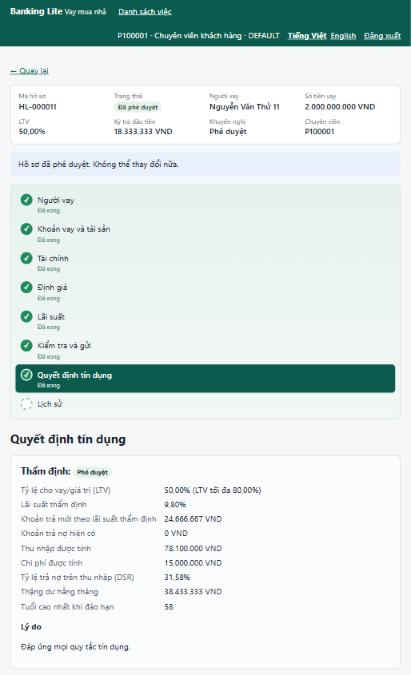 Banking Lite Vay mua nhà Danh sách việc
P100001 · Chuyên viên khách hàng · DEFAULT Tiếng Việt English Đăng xuất
← Quay lại
Mã hồ sơ Trạng thái Người vay Số tiền vay
HL-000011 Đã phê duyệt Nguyễn Văn Thử 11 2.000.000.000 VND
LTV Kỳ trả đầu tiên Khuyến nghị Chuyên viên
50,00% 18.333.333 VND Phê duyệt P100001
Hồ sơ đã phê duyệt. Không thể thay đổi nữa.
Người vay
Đã xong
Khoản vay và tài sản
Đã xong
Tài chính
Đã xong
Định giá
Đã xong
Lãi suất
Đã xong
Kiểm tra và gửi
Đã xong
Quyết định tín dụng
Đã xong
Lịch sử
Quyết định tín dụng
Thẩm định: Phê duyệt
Tỷ lệ cho vay/giá trị (LTV) 50,00% (LTV tối đa 80,00%)
Lãi suất thẩm định 9,80%
Khoản trả mới theo lãi suất thẩm định 24.666.667 VND
Khoản trả nợ hiện có 0 VND
Thu nhập được tính 78.100.000 VND
Chi phí được tính 15.000.000 VND
Tỷ lệ trả nợ trên thu nhập (DSR) 31,58%
Thặng dư hằng tháng 38.433.333 VND
Tuổi cao nhất khi đáo hạn 58
Lý do
Đáp ứng mọi quy tắc tín dụng.